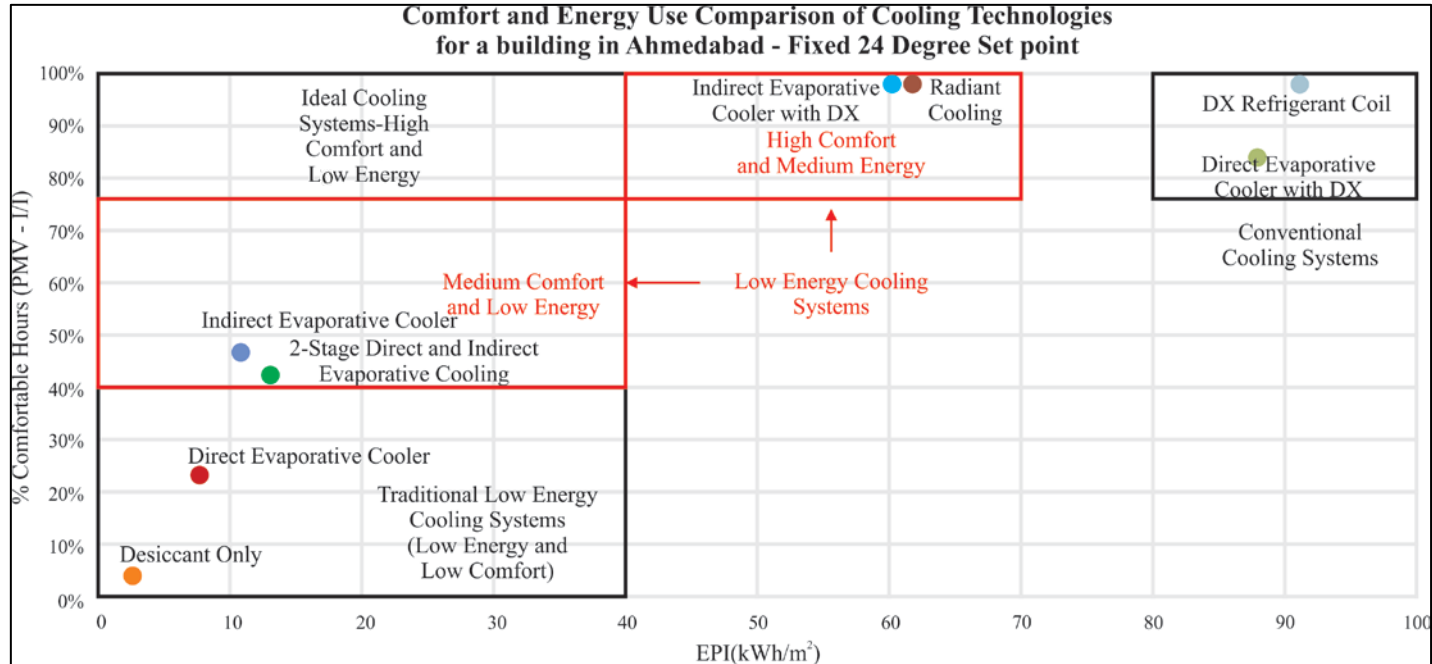 Comfort and Energy Use Comparison of Cooling Technologies
for a building in Ahmedabad - Fixed 24 Degree Set point
% Comfortable Hours (PMV - I/I)
100%
90%
80%
70%
60%
50%
40%
30%
20%
10%
0%
Ideal Cooling
Systems-High
Comfort and
Low Energy
Indirect Evaporative
Cooler with DX
Radiant
Cooling
High Comfort
and Medium Energy
DX Refrigerant Coil
Direct Evaporative
Cooler with DX
Conventional
Cooling Systems
Medium Comfort
and Low Energy
Low Energy Cooling
Systems
Indirect Evaporative Cooler
2-Stage Direct and Indirect
Evaporative Cooling
Direct Evaporative Cooler
Traditional Low Energy
Cooling Systems
(Low Energy and
Low Comfort)
Desiccant Only
0
10
20
30
40
50
60
70
80
90
100
EPI(kWh/m²)